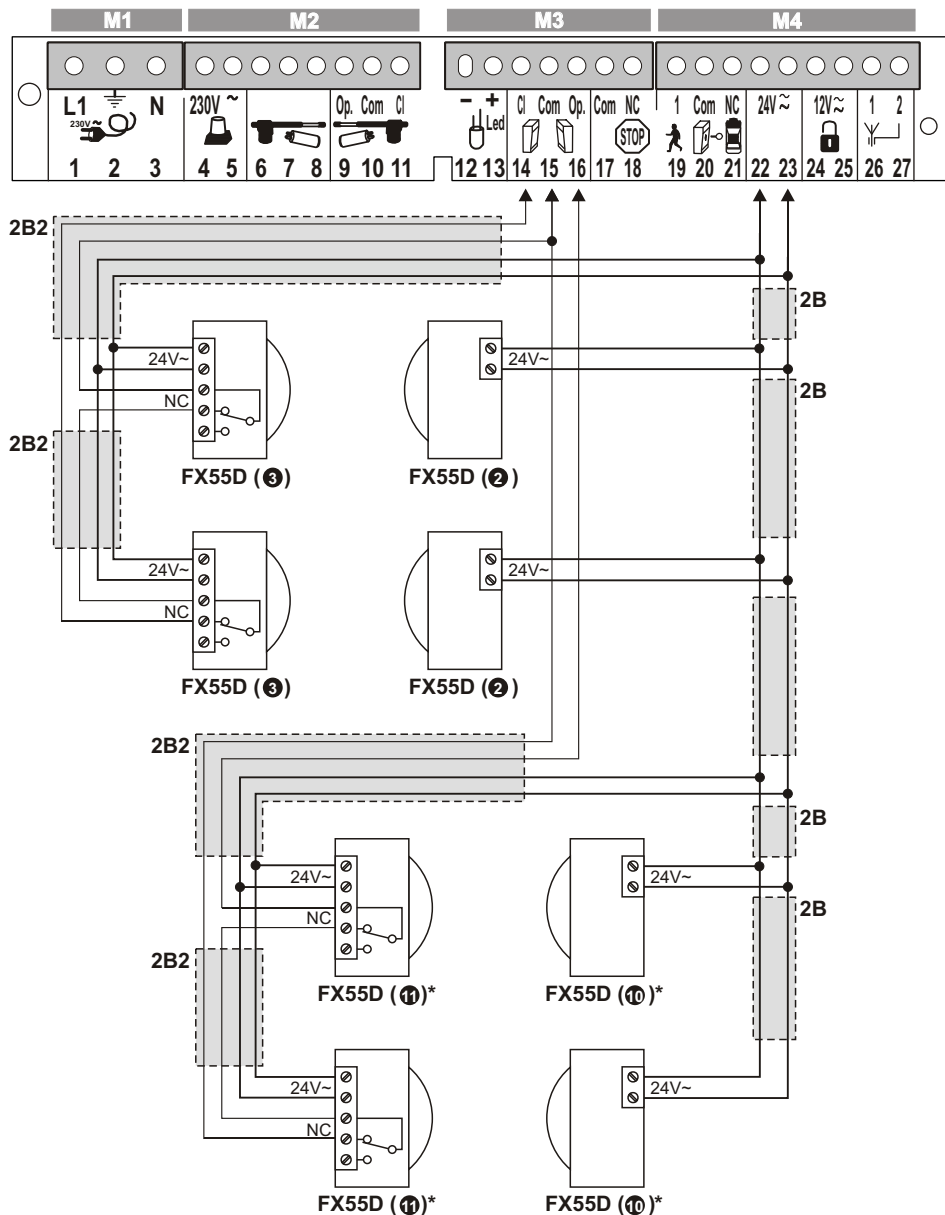 M1 M2 M3 M4
L1 N 230V ~ Op. Com Cl - + Led Cl Com Op. Com NC STOP 1 Com NC 24V ~ 12V ~ 1 2
230V ~
1 2 3 4 5 6 7 8 9 10 11 12 13 14 15 16 17 18 19 20 21 22 23 24 25 26 27
2B2
2B
24V~ 24V~
2B
NC
2B2
FX55D (3) FX55D (2)
24V~ 24V~
NC
FX55D (3) FX55D (2)
2B2
2B
24V~ 24V~
2B
NC
2B2
FX55D (11)* FX55D (10)*
24V~ 24V~
NC
FX55D (11)* FX55D (10)*